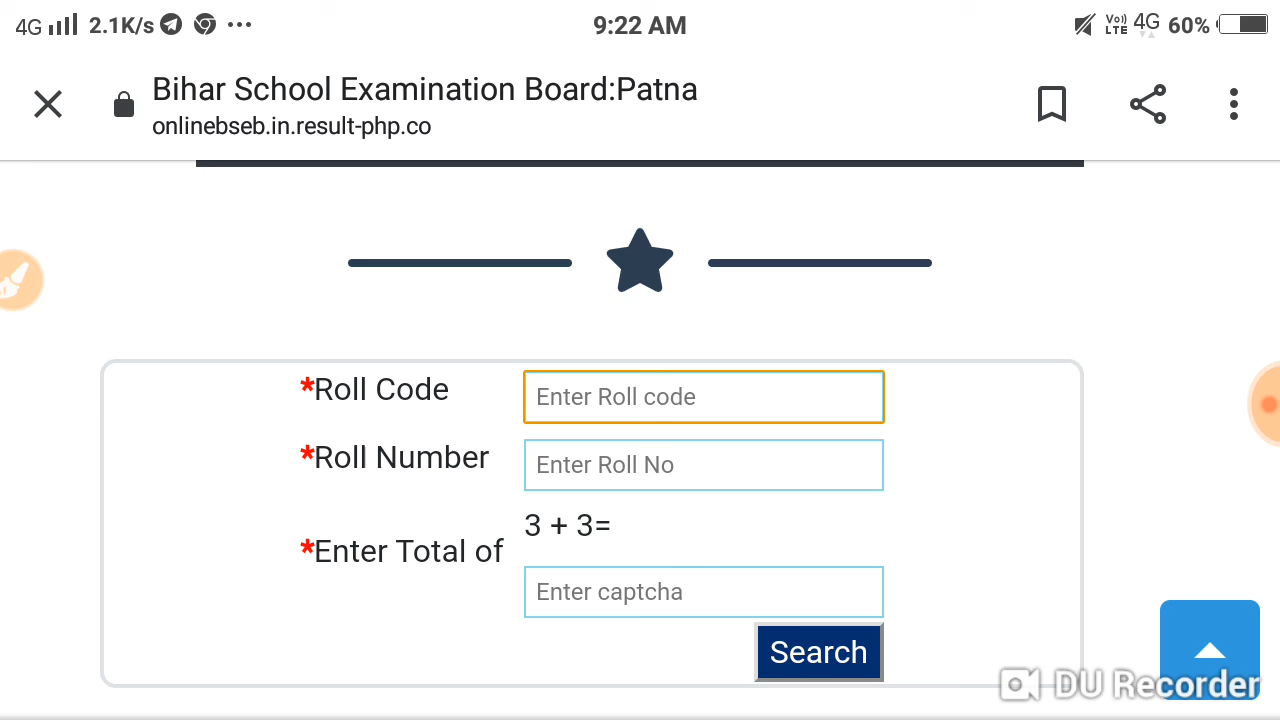 4G 2.1K/s 9:22 AM Vo)) LTE 4G 60%
Bihar School Examination Board:Patna
onlinebseb.in.result-php.co
*Roll Code Enter Roll code
*Roll Number Enter Roll No
3 + 3=
*Enter Total of
Enter captcha
Search
DU Recorder